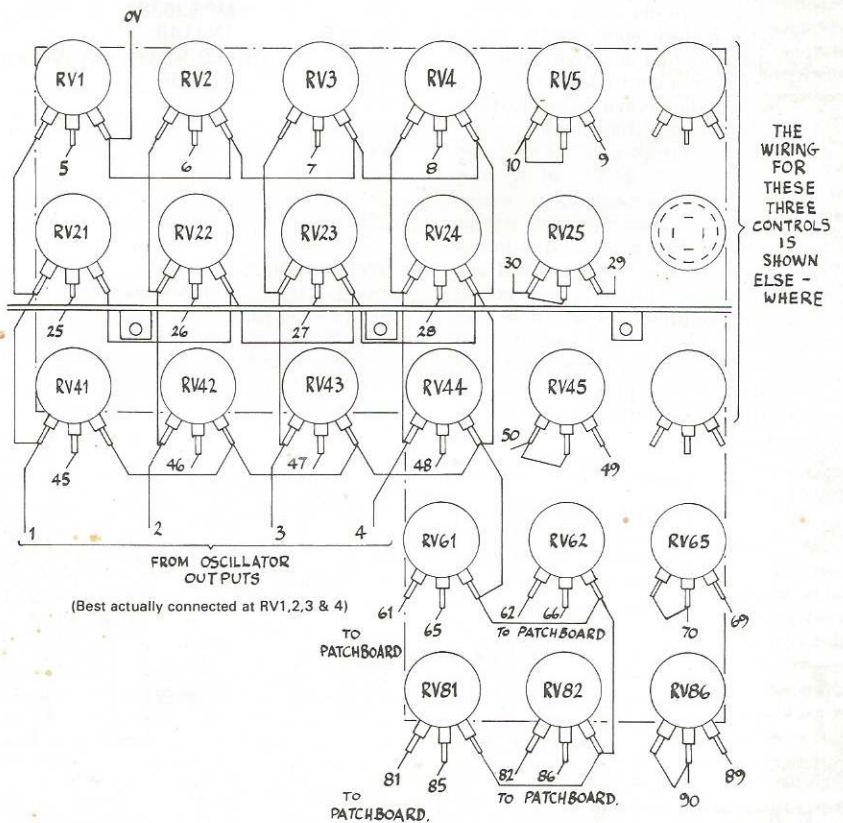 0V
RV1 RV2 RV3 RV4 RV5
5 6 7 8 10 9
THE
WIRING
FOR
THESE
THREE
CONTROLS
IS
SHOWN
ELSE -
WHERE
RV21 RV22 RV23 RV24 RV25
30 29
25 26 27 28
RV41 RV42 RV43 RV44 RV45
50
45 46 47 48 49
1 2 3 4
FROM OSCILLATOR
OUTPUTS
(Best actually connected at RV1,2,3 & 4)
RV61 RV62 RV65
61 65 62 66 70 69
TO
PATCHBOARD
TO PATCHBOARD
RV81 RV82 RV86
81 85 82 86 90 89
TO
PATCHBOARD.
TO PATCHBOARD.